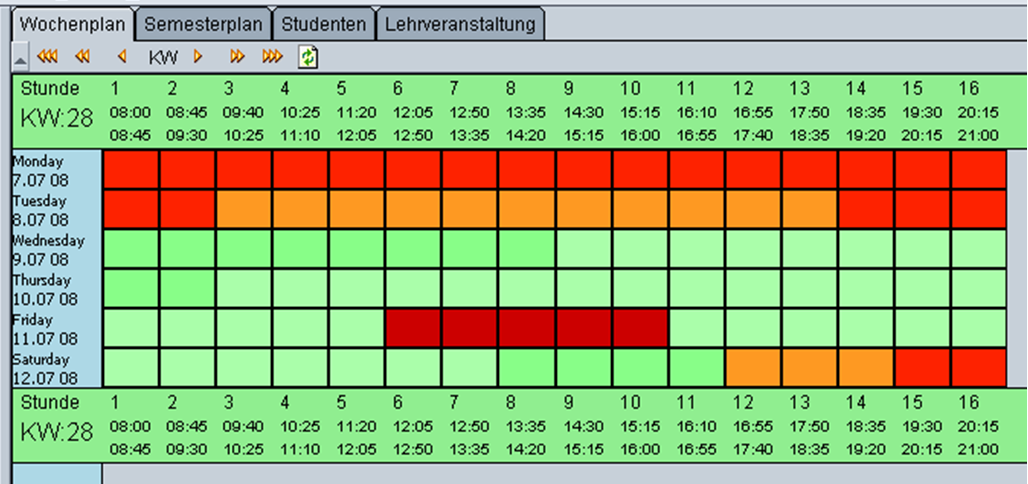 Wochenplan Semesterplan Studenten Lehrveranstaltung
KW
Stunde 1 2 3 4 5 6 7 8 9 10 11 12 13 14 15 16
KW:28 08:00 08:45 09:40 10:25 11:20 12:05 12:50 13:35 14:30 15:15 16:10 16:55 17:50 18:35 19:30 20:15
08:45 09:30 10:25 11:10 12:05 12:50 13:35 14:20 15:15 16:00 16:55 17:40 18:35 19:20 20:15 21:00
Monday
7.07 08
Tuesday
8.07 08
Wednesday
9.07 08
Thursday
10.07 08
Friday
11.07 08
Saturday
12.07 08
Stunde 1 2 3 4 5 6 7 8 9 10 11 12 13 14 15 16
KW:28 08:00 08:45 09:40 10:25 11:20 12:05 12:50 13:35 14:30 15:15 16:10 16:55 17:50 18:35 19:30 20:15
08:45 09:30 10:25 11:10 12:05 12:50 13:35 14:20 15:15 16:00 16:55 17:40 18:35 19:20 20:15 21:00